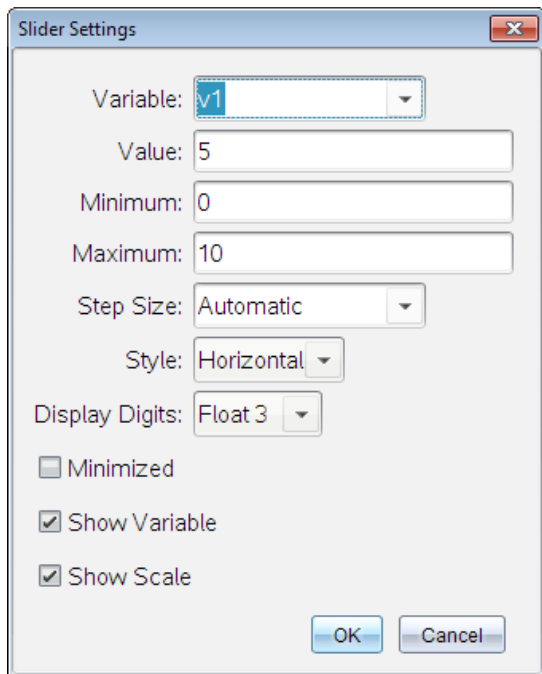 Slider Settings
Variable: v1
Value: 5
Minimum: 0
Maximum: 10
Step Size: Automatic
Style: Horizontal
Display Digits: Float 3
Minimized
Show Variable
Show Scale
OK Cancel